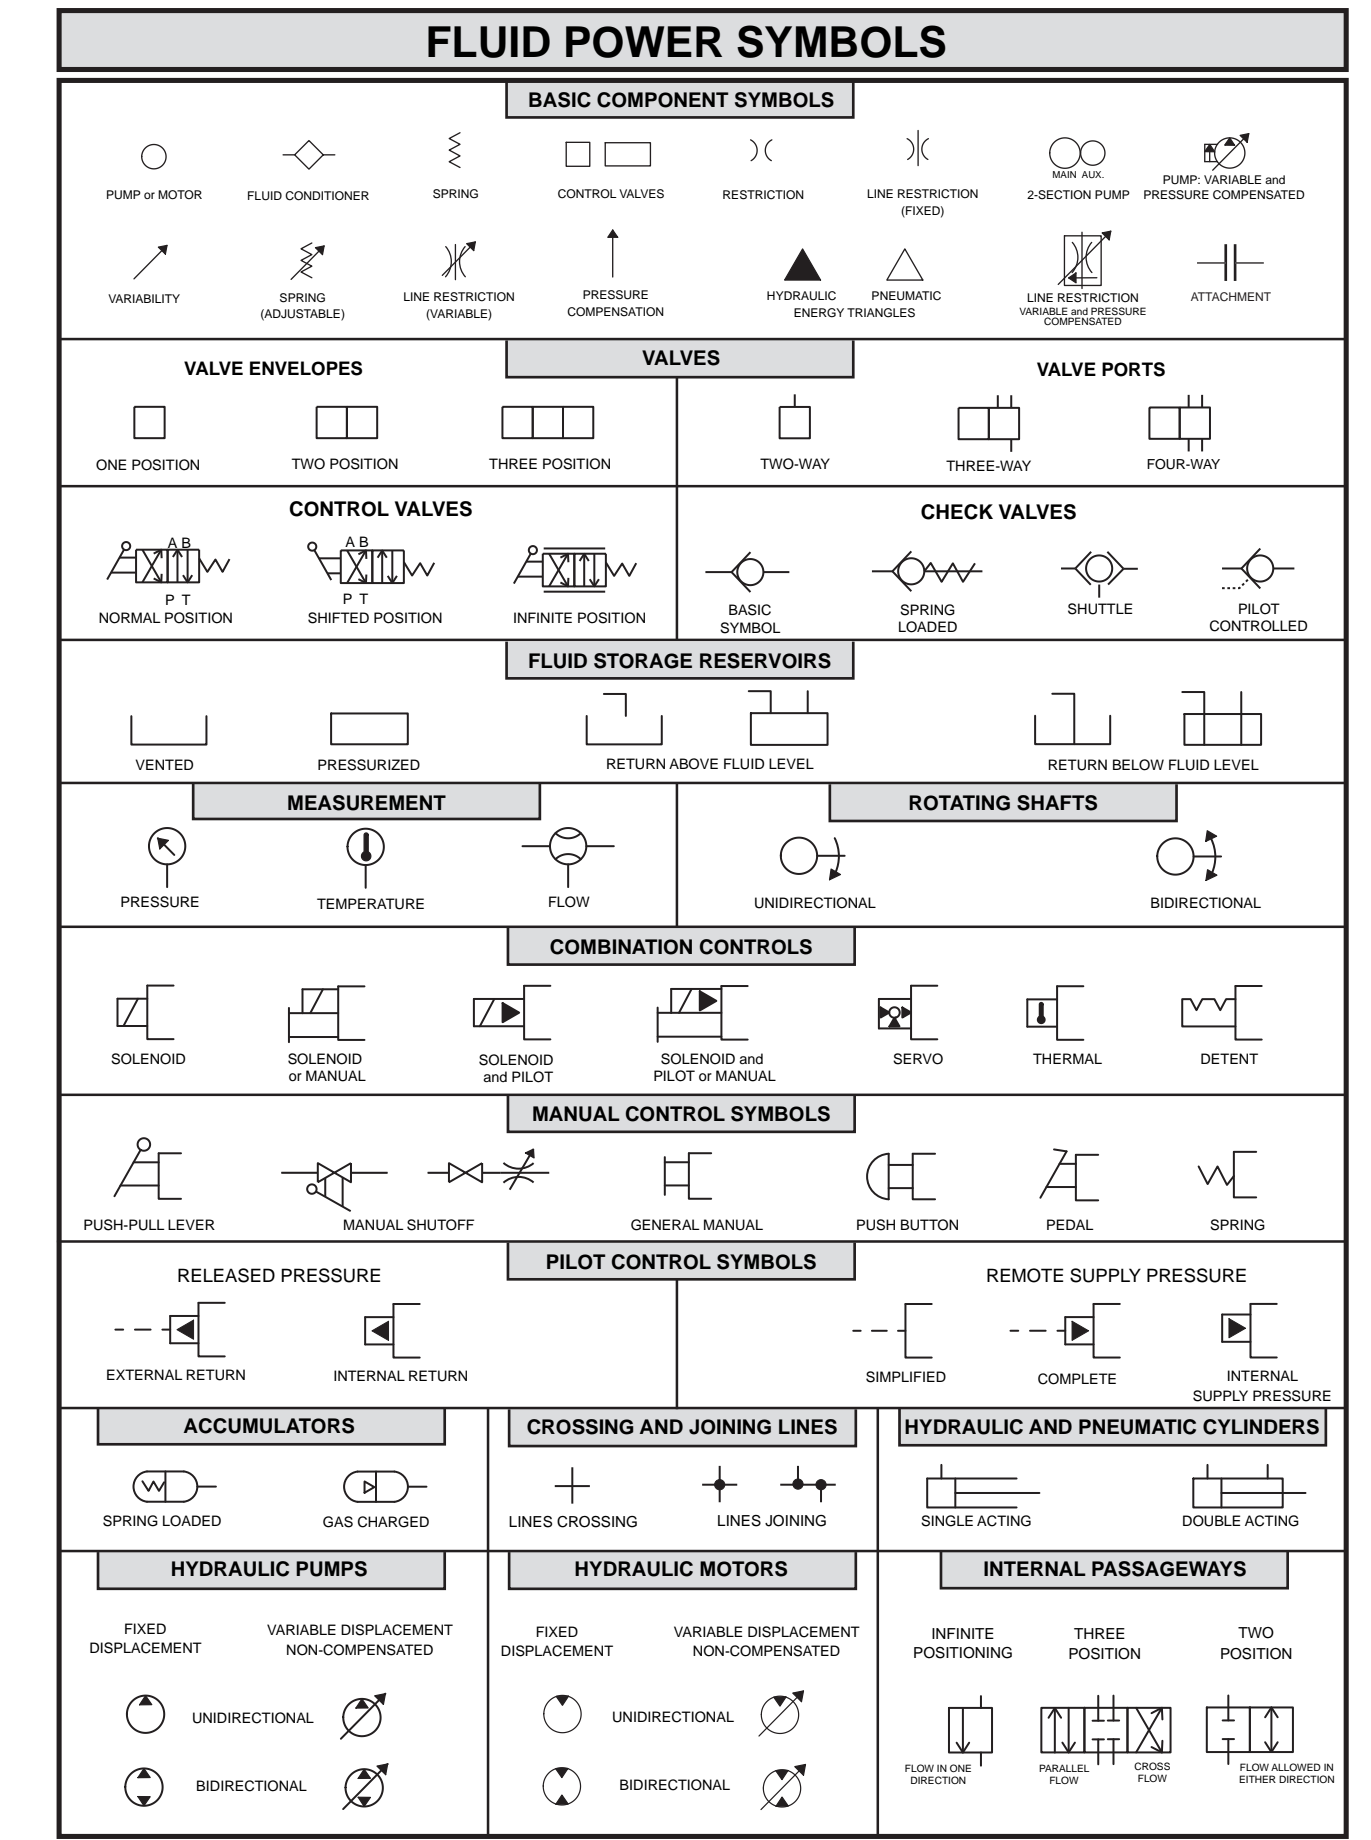 FLUID POWER SYMBOLS
BASIC COMPONENT SYMBOLS
PUMP or MOTOR
FLUID CONDITIONER
SPRING
CONTROL VALVES
RESTRICTION
LINE RESTRICTION
(FIXED)
MAIN AUX.
2-SECTION PUMP
PUMP: VARIABLE and
PRESSURE COMPENSATED
VARIABILITY
SPRING
(ADJUSTABLE)
LINE RESTRICTION
(VARIABLE)
PRESSURE
COMPENSATION
HYDRAULIC
PNEUMATIC
ENERGY TRIANGLES
LINE RESTRICTION
VARIABLE and PRESSURE
COMPENSATED
ATTACHMENT
VALVES
VALVE ENVELOPES
ONE POSITION
TWO POSITION
THREE POSITION
VALVE PORTS
TWO-WAY
THREE-WAY
FOUR-WAY
CONTROL VALVES
A B
P T
NORMAL POSITION
A B
P T
SHIFTED POSITION
INFINITE POSITION
CHECK VALVES
BASIC
SYMBOL
SPRING
LOADED
SHUTTLE
PILOT
CONTROLLED
FLUID STORAGE RESERVOIRS
VENTED
PRESSURIZED
RETURN ABOVE FLUID LEVEL
RETURN BELOW FLUID LEVEL
MEASUREMENT
PRESSURE
TEMPERATURE
FLOW
ROTATING SHAFTS
UNIDIRECTIONAL
BIDIRECTIONAL
COMBINATION CONTROLS
SOLENOID
SOLENOID
or MANUAL
SOLENOID
and PILOT
SOLENOID and
PILOT or MANUAL
SERVO
THERMAL
DETENT
MANUAL CONTROL SYMBOLS
PUSH-PULL LEVER
MANUAL SHUTOFF
GENERAL MANUAL
PUSH BUTTON
PEDAL
SPRING
PILOT CONTROL SYMBOLS
RELEASED PRESSURE
EXTERNAL RETURN
INTERNAL RETURN
REMOTE SUPPLY PRESSURE
SIMPLIFIED
COMPLETE
INTERNAL
SUPPLY PRESSURE
ACCUMULATORS
SPRING LOADED
GAS CHARGED
CROSSING AND JOINING LINES
LINES CROSSING
LINES JOINING
HYDRAULIC AND PNEUMATIC CYLINDERS
SINGLE ACTING
DOUBLE ACTING
HYDRAULIC PUMPS
FIXED
DISPLACEMENT
VARIABLE DISPLACEMENT
NON-COMPENSATED
UNIDIRECTIONAL
BIDIRECTIONAL
HYDRAULIC MOTORS
FIXED
DISPLACEMENT
VARIABLE DISPLACEMENT
NON-COMPENSATED
UNIDIRECTIONAL
BIDIRECTIONAL
INTERNAL PASSAGEWAYS
INFINITE
POSITIONING
THREE
POSITION
TWO
POSITION
FLOW IN ONE
DIRECTION
PARALLEL
FLOW
CROSS
FLOW
FLOW ALLOWED IN
EITHER DIRECTION